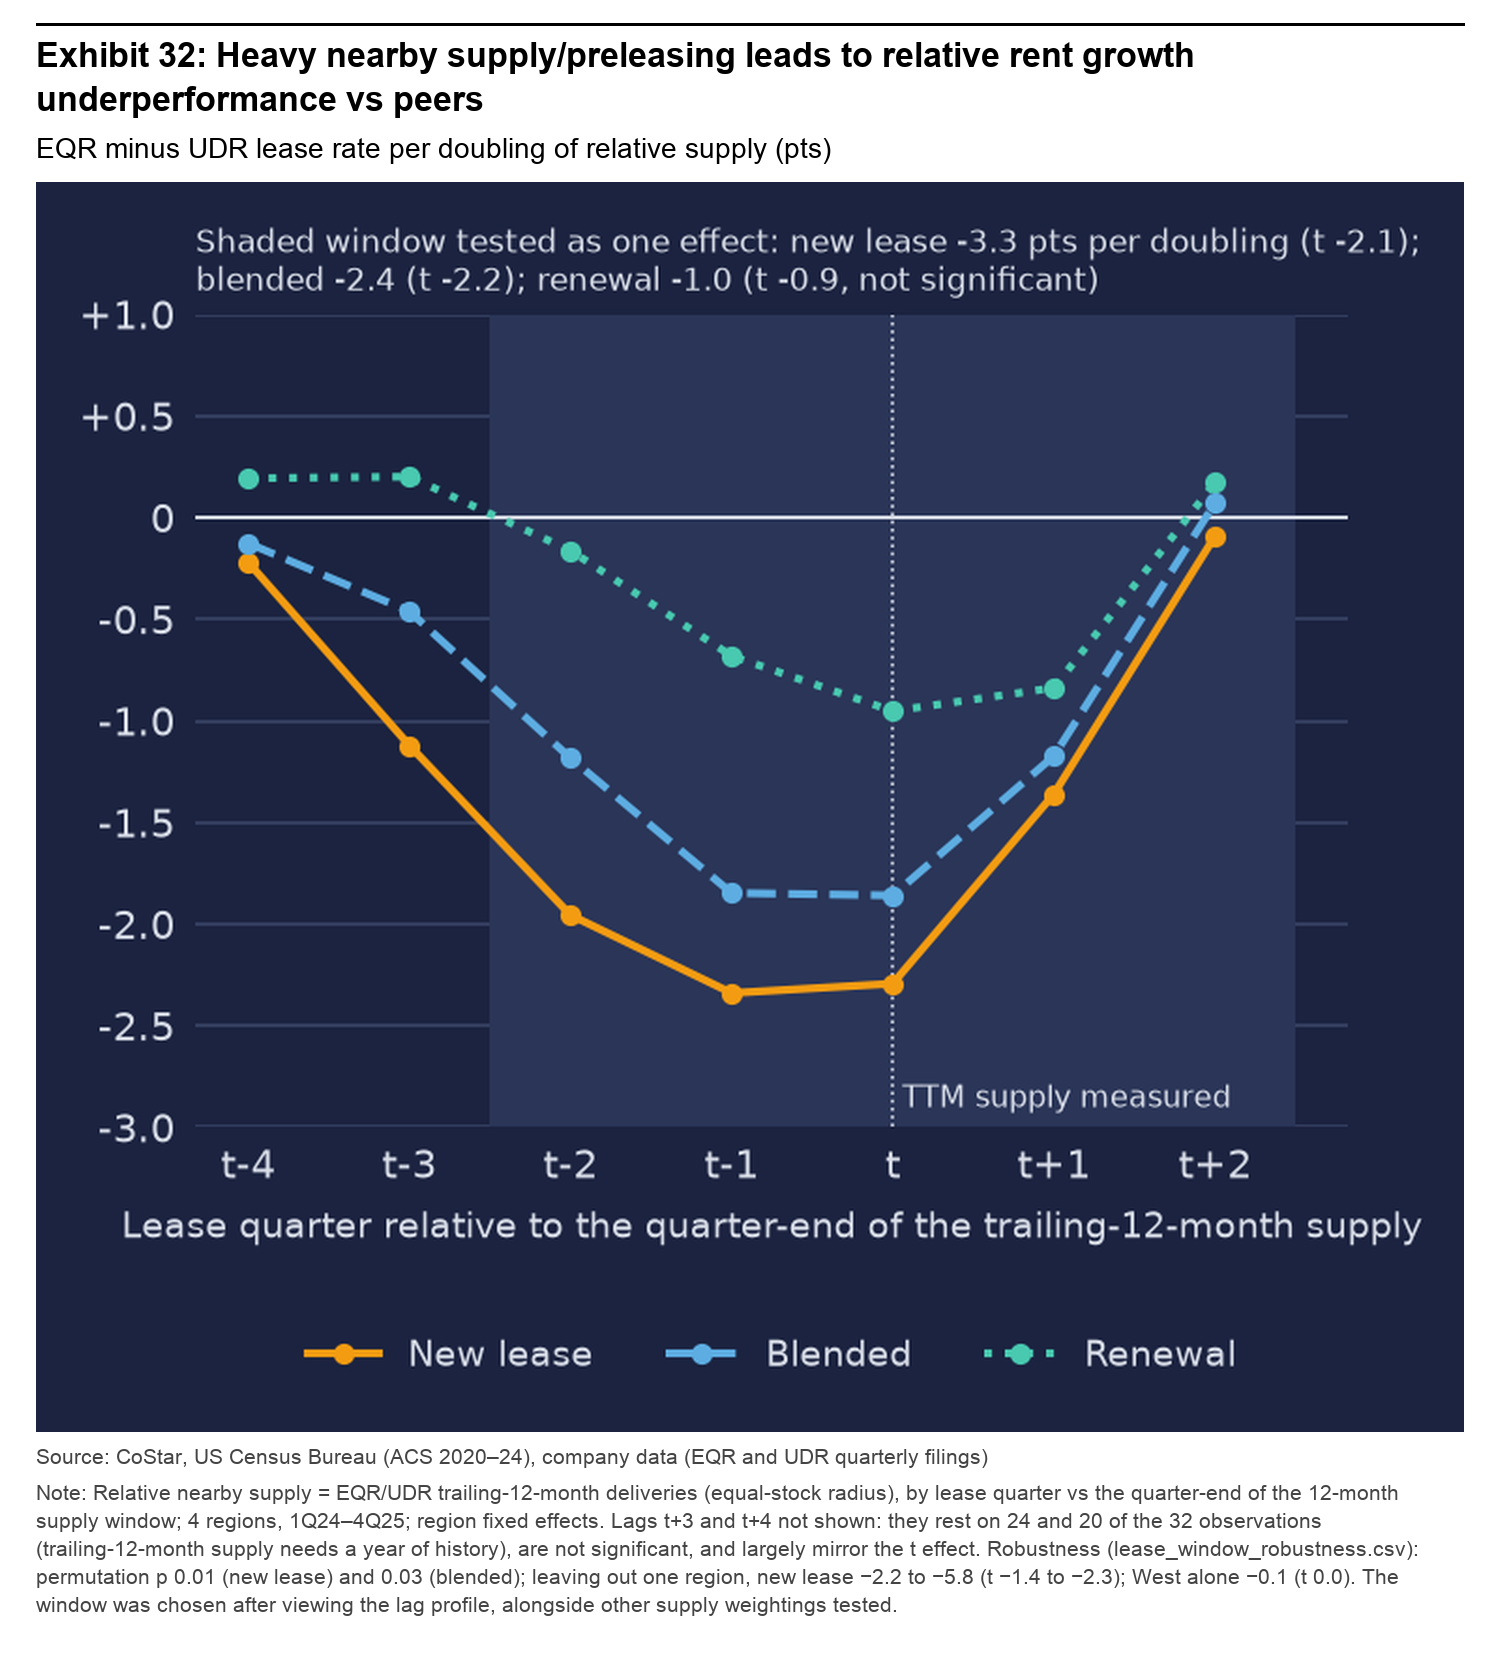 Exhibit 32: Heavy nearby supply/preleasing leads to relative rent growth
underperformance vs peers
EQR minus UDR lease rate per doubling of relative supply (pts)
Shaded window tested as one effect: new lease -3.3 pts per doubling (t -2.1);
blended -2.4 (t -2.2); renewal -1.0 (t -0.9, not significant)
+1.0
+0.5
0
-0.5
-1.0
-1.5
-2.0
-2.5
-3.0
TTM supply measured
t-4 t-3 t-2 t-1 t t+1 t+2
Lease quarter relative to the quarter-end of the trailing-12-month supply
New lease Blended Renewal
Source: CoStar, US Census Bureau (ACS 2020–24), company data (EQR and UDR quarterly filings)
Note: Relative nearby supply = EQR/UDR trailing-12-month deliveries (equal-stock radius), by lease quarter vs the quarter-end of the 12-month
supply window; 4 regions, 1Q24–4Q25; region fixed effects. Lags t+3 and t+4 not shown: they rest on 24 and 20 of the 32 observations
(trailing-12-month supply needs a year of history), are not significant, and largely mirror the t effect. Robustness (lease_window_robustness.csv):
permutation p 0.01 (new lease) and 0.03 (blended); leaving out one region, new lease −2.2 to −5.8 (t −1.4 to −2.3); West alone −0.1 (t 0.0). The
window was chosen after viewing the lag profile, alongside other supply weightings tested.